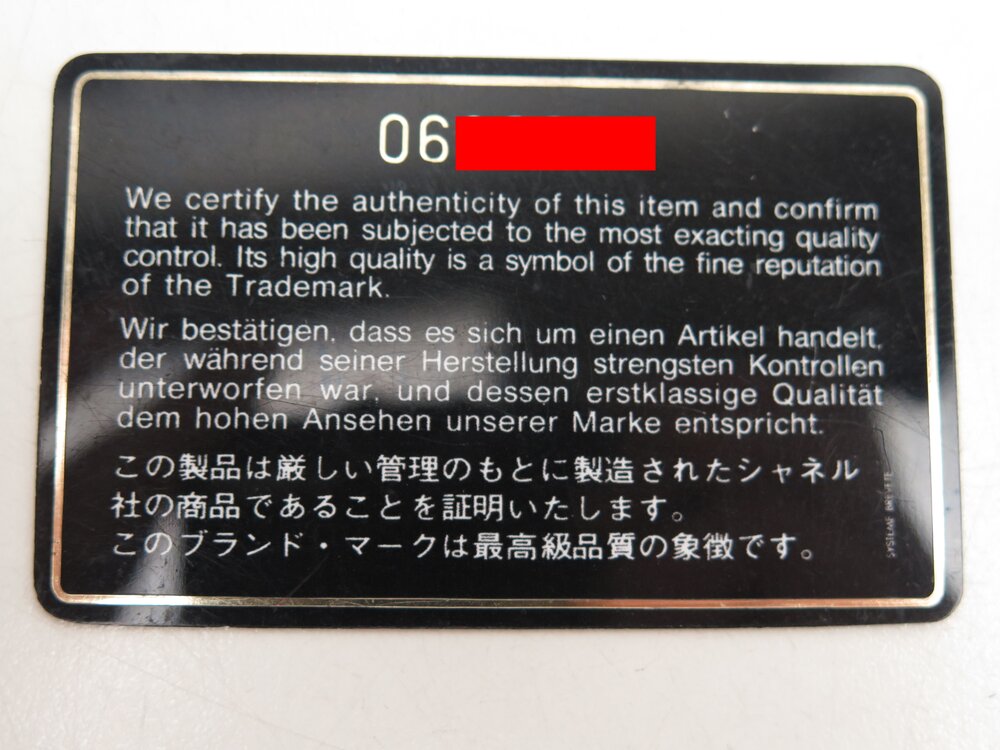 06
We certify the authenticity of this item and confirm
that it has been subjected to the most exacting quality
control. Its high quality is a symbol of the fine reputation
of the Trademark.
Wir bestätigen, dass es sich um einen Artikel handelt,
der während seiner Herstellung strengsten Kontrollen
unterworfen war, und dessen erstklassige Qualität
dem hohen Ansehen unserer Marke entspricht.
この製品は厳しい管理のもとに製造されたシャネル
社の商品であることを証明いたします。
このブランド・マークは最高級品質の象徴です。
SYSTEME BREVETE